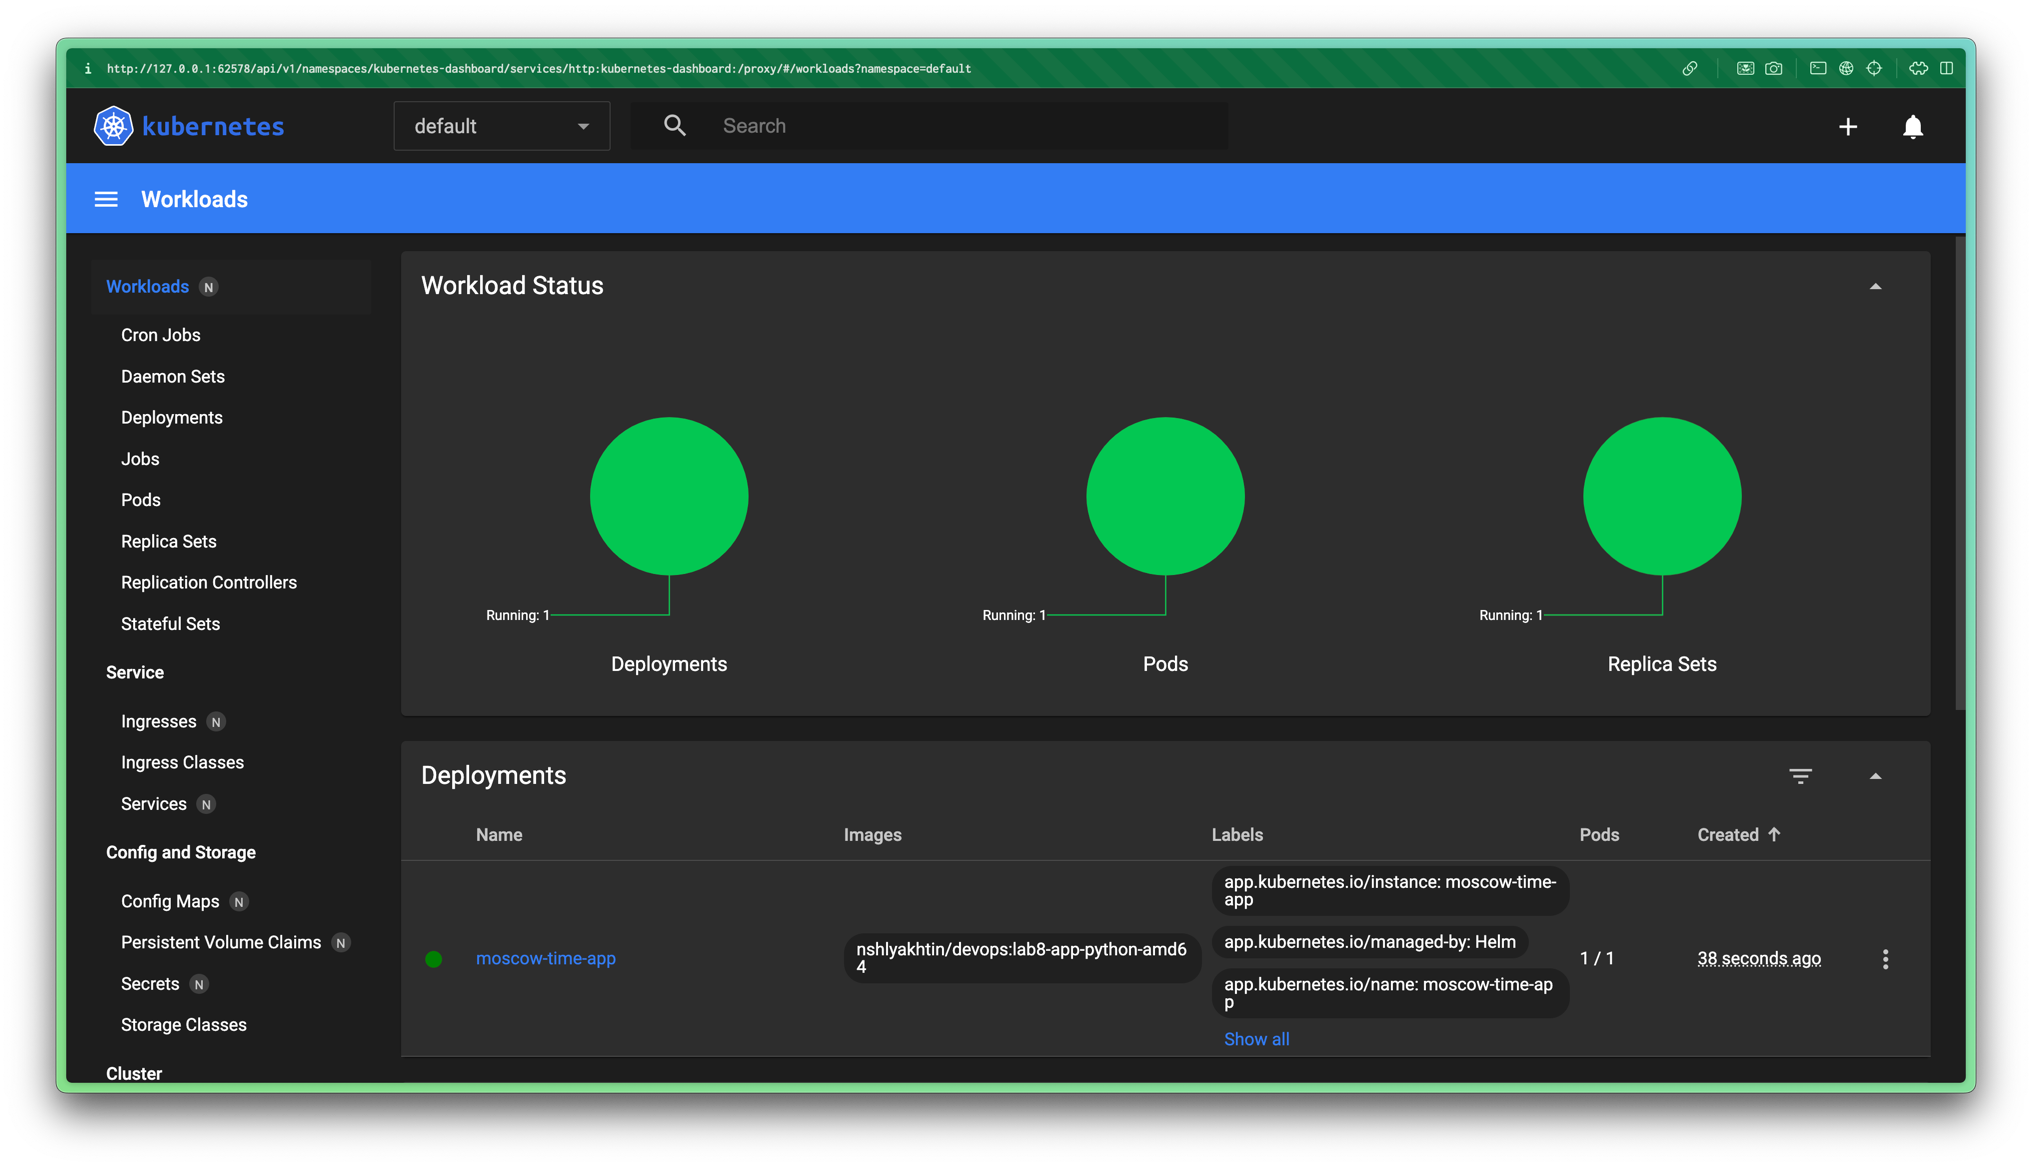 i http://127.0.0.1:62578/api/v1/namespaces/kubernetes-dashboard/services/http:kubernetes-dashboard:/proxy/#/workloads?namespace=default
kubernetes
default
Search
Workloads
Workloads N
Cron Jobs
Daemon Sets
Deployments
Jobs
Pods
Replica Sets
Replication Controllers
Stateful Sets
Service
Ingresses N
Ingress Classes
Services N
Config and Storage
Config Maps N
Persistent Volume Claims N
Secrets N
Storage Classes
Cluster
Workload Status
Running: 1
Deployments
Running: 1
Pods
Running: 1
Replica Sets
Deployments
Name Images Labels Pods Created
moscow-time-app
nshlyakhtin/devops:lab8-app-python-amd6
4
app.kubernetes.io/instance: moscow-time-
app
app.kubernetes.io/managed-by: Helm
app.kubernetes.io/name: moscow-time-ap
p
Show all
1 / 1
38 seconds ago